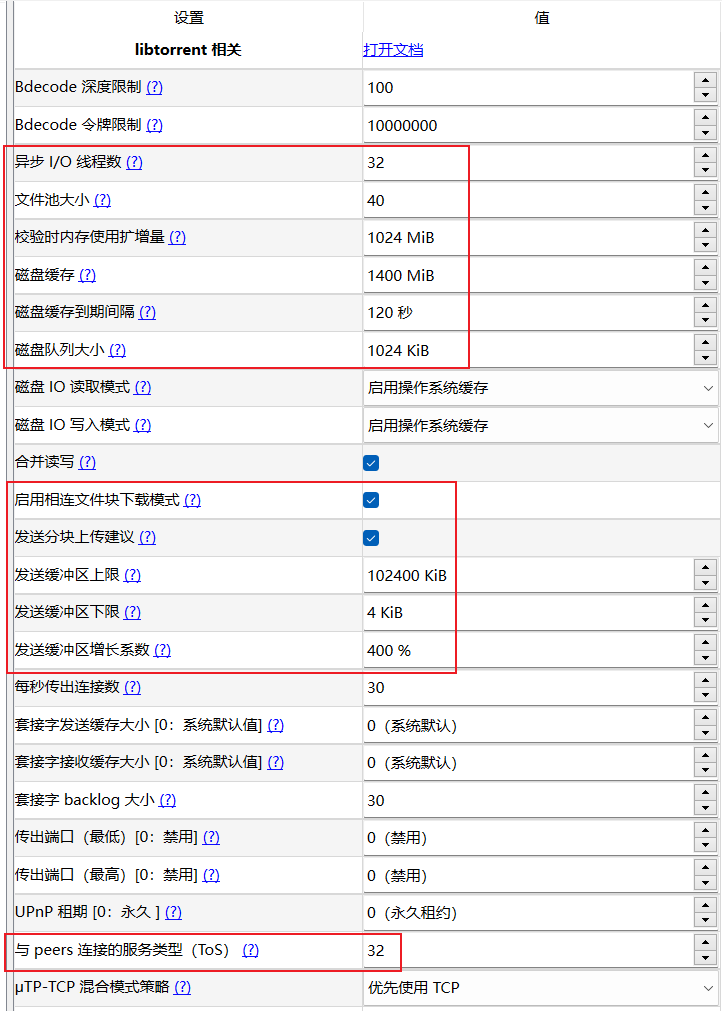 设置 值
libtorrent 相关 打开文档
Bdecode 深度限制 (?) 100
Bdecode 令牌限制 (?) 10000000
异步 I/O 线程数 (?) 32
文件池大小 (?) 40
校验时内存使用扩增量 (?) 1024 MiB
磁盘缓存 (?) 1400 MiB
磁盘缓存到期间隔 (?) 120 秒
磁盘队列大小 (?) 1024 KiB
磁盘 IO 读取模式 (?) 启用操作系统缓存
磁盘 IO 写入模式 (?) 启用操作系统缓存
合并读写 (?)
启用相连文件块下载模式 (?)
发送分块上传建议 (?)
发送缓冲区上限 (?) 102400 KiB
发送缓冲区下限 (?) 4 KiB
发送缓冲区增长系数 (?) 400 %
每秒传出连接数 (?) 30
套接字发送缓存大小 [0：系统默认值] (?) 0（系统默认）
套接字接收缓存大小 [0：系统默认值] (?) 0（系统默认）
套接字 backlog 大小 (?) 30
传出端口（最低）[0：禁用] (?) 0（禁用）
传出端口（最高）[0：禁用] (?) 0（禁用）
UPnP 租期 [0：永久 ] (?) 0（永久租约）
与 peers 连接的服务类型（ToS） (?) 32
μTP-TCP 混合模式策略 (?) 优先使用 TCP